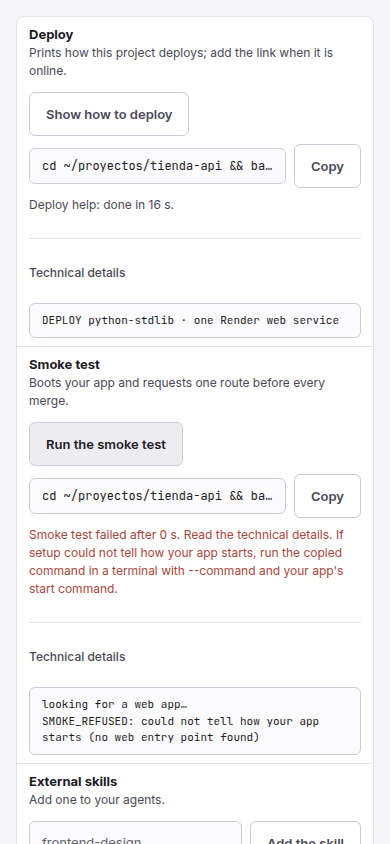 Deploy
Prints how this project deploys; add the link when it is
online.
Show how to deploy
cd ~/proyectos/tienda-api && ba…
Copy
Deploy help: done in 16 s.
Technical details
DEPLOY python-stdlib · one Render web service
Smoke test
Boots your app and requests one route before every
merge.
Run the smoke test
cd ~/proyectos/tienda-api && ba…
Copy
Smoke test failed after 0 s. Read the technical details. If
setup could not tell how your app starts, run the copied
command in a terminal with --command and your app's
start command.
Technical details
looking for a web app…
SMOKE_REFUSED: could not tell how your app
starts (no web entry point found)
External skills
Add one to your agents.
frontend-design
Add the skill